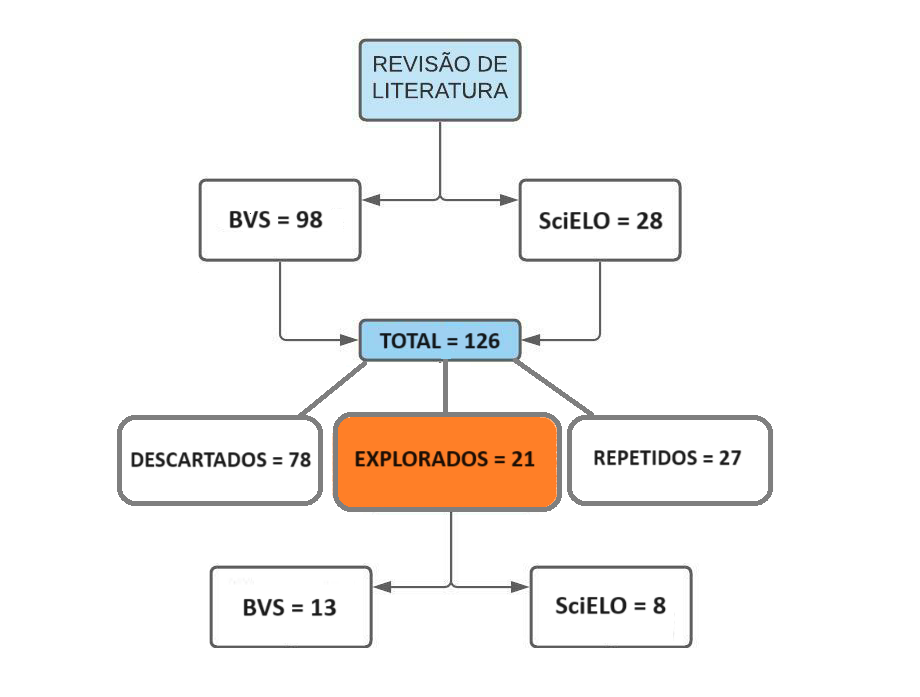 REVISÃO DE
LITERATURA
BVS = 98
SciELO = 28
TOTAL = 126
DESCARTADOS = 78
EXPLORADOS = 21
REPETIDOS = 27
BVS = 13
SciELO = 8